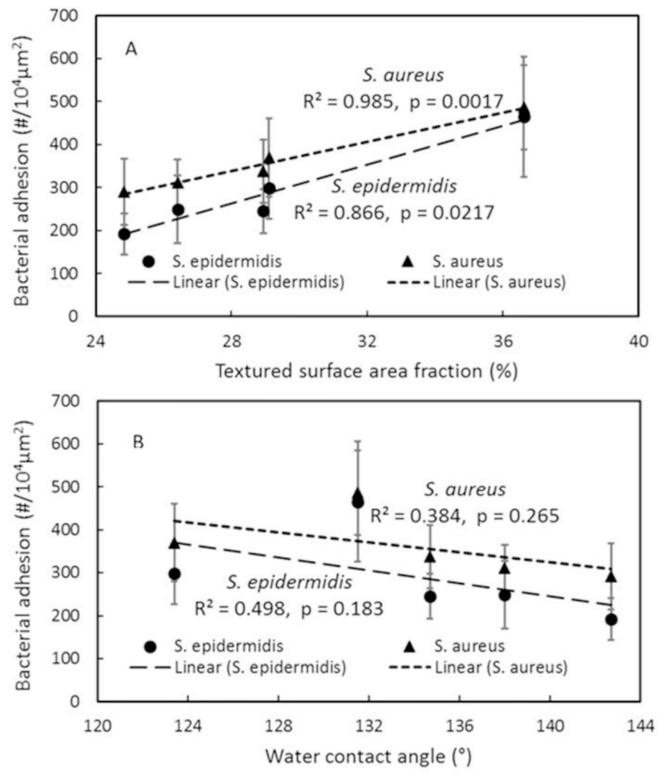 700
600
500
400
300
200
100
0
Bacterial adhesion (#/10⁴µm²)
A
S. aureus
R² = 0.985, p = 0.0017
S. epidermidis
R² = 0.866, p = 0.0217
S. epidermidis
S. aureus
Linear (S. epidermidis)
Linear (S. aureus)
24 28 32 36 40
Textured surface area fraction (%)
700
600
500
400
300
200
100
0
Bacterial adhesion (#/10⁴µm²)
B
S. aureus
R² = 0.384, p = 0.265
S. epidermidis
R² = 0.498, p = 0.183
S. epidermidis
S. aureus
Linear (S. epidermidis)
Linear (S. aureus)
120 124 128 132 136 140 144
Water contact angle (°)